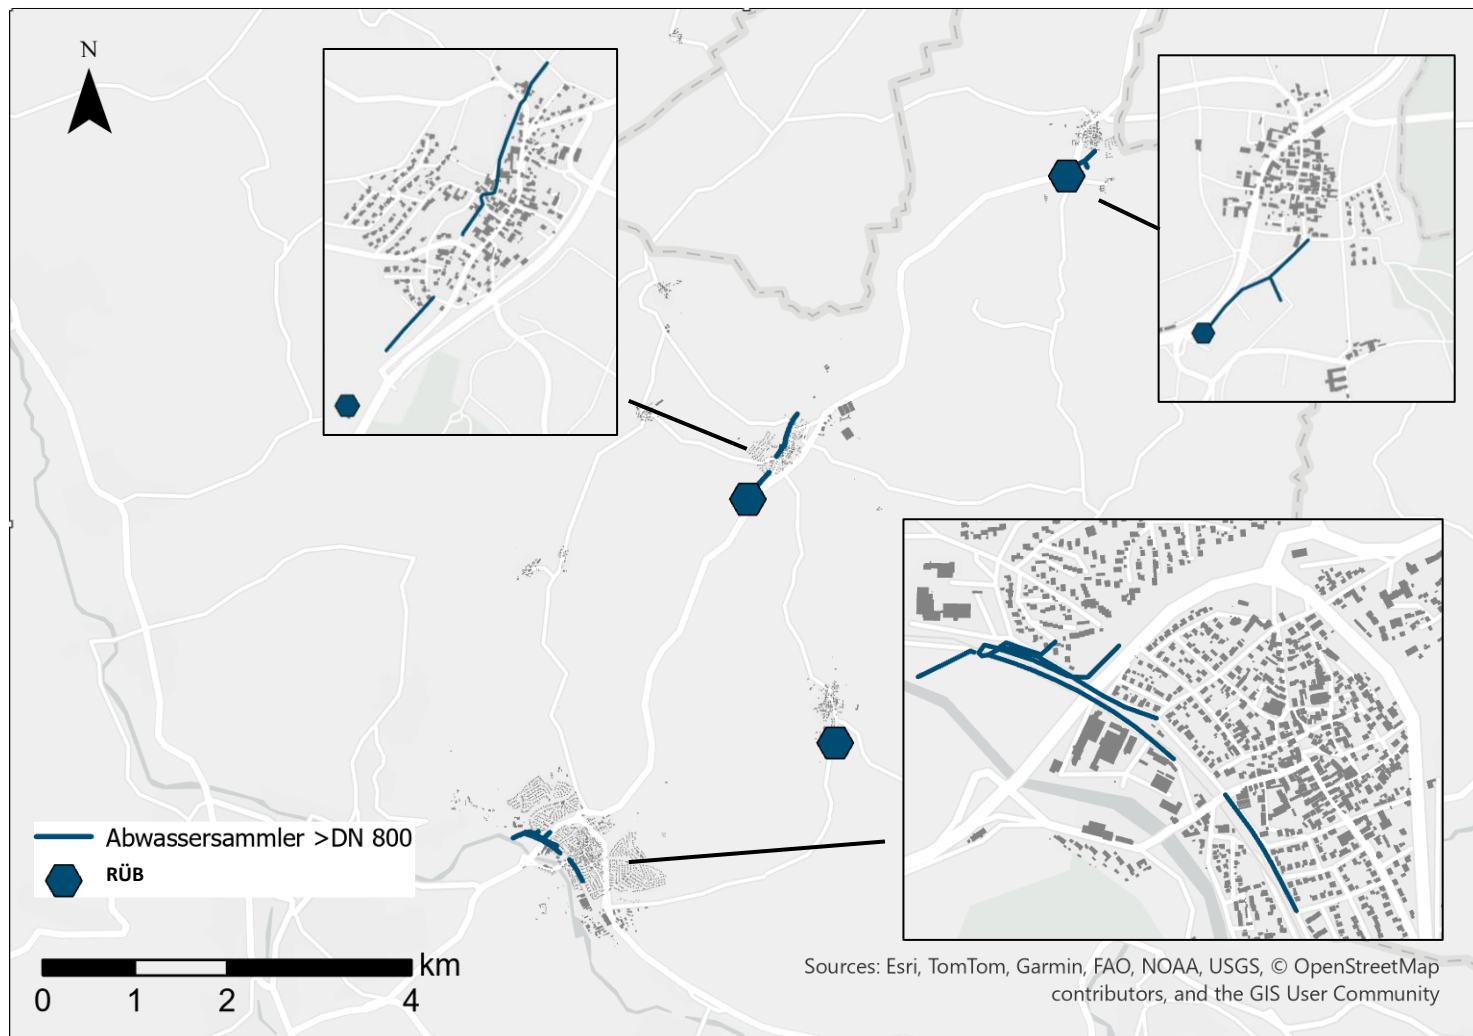 N
Abwassersammler >DN 800
RÜB
km
0 1 2 4
Sources: Esri, TomTom, Garmin, FAO, NOAA, USGS, © OpenStreetMap
contributors, and the GIS User Community